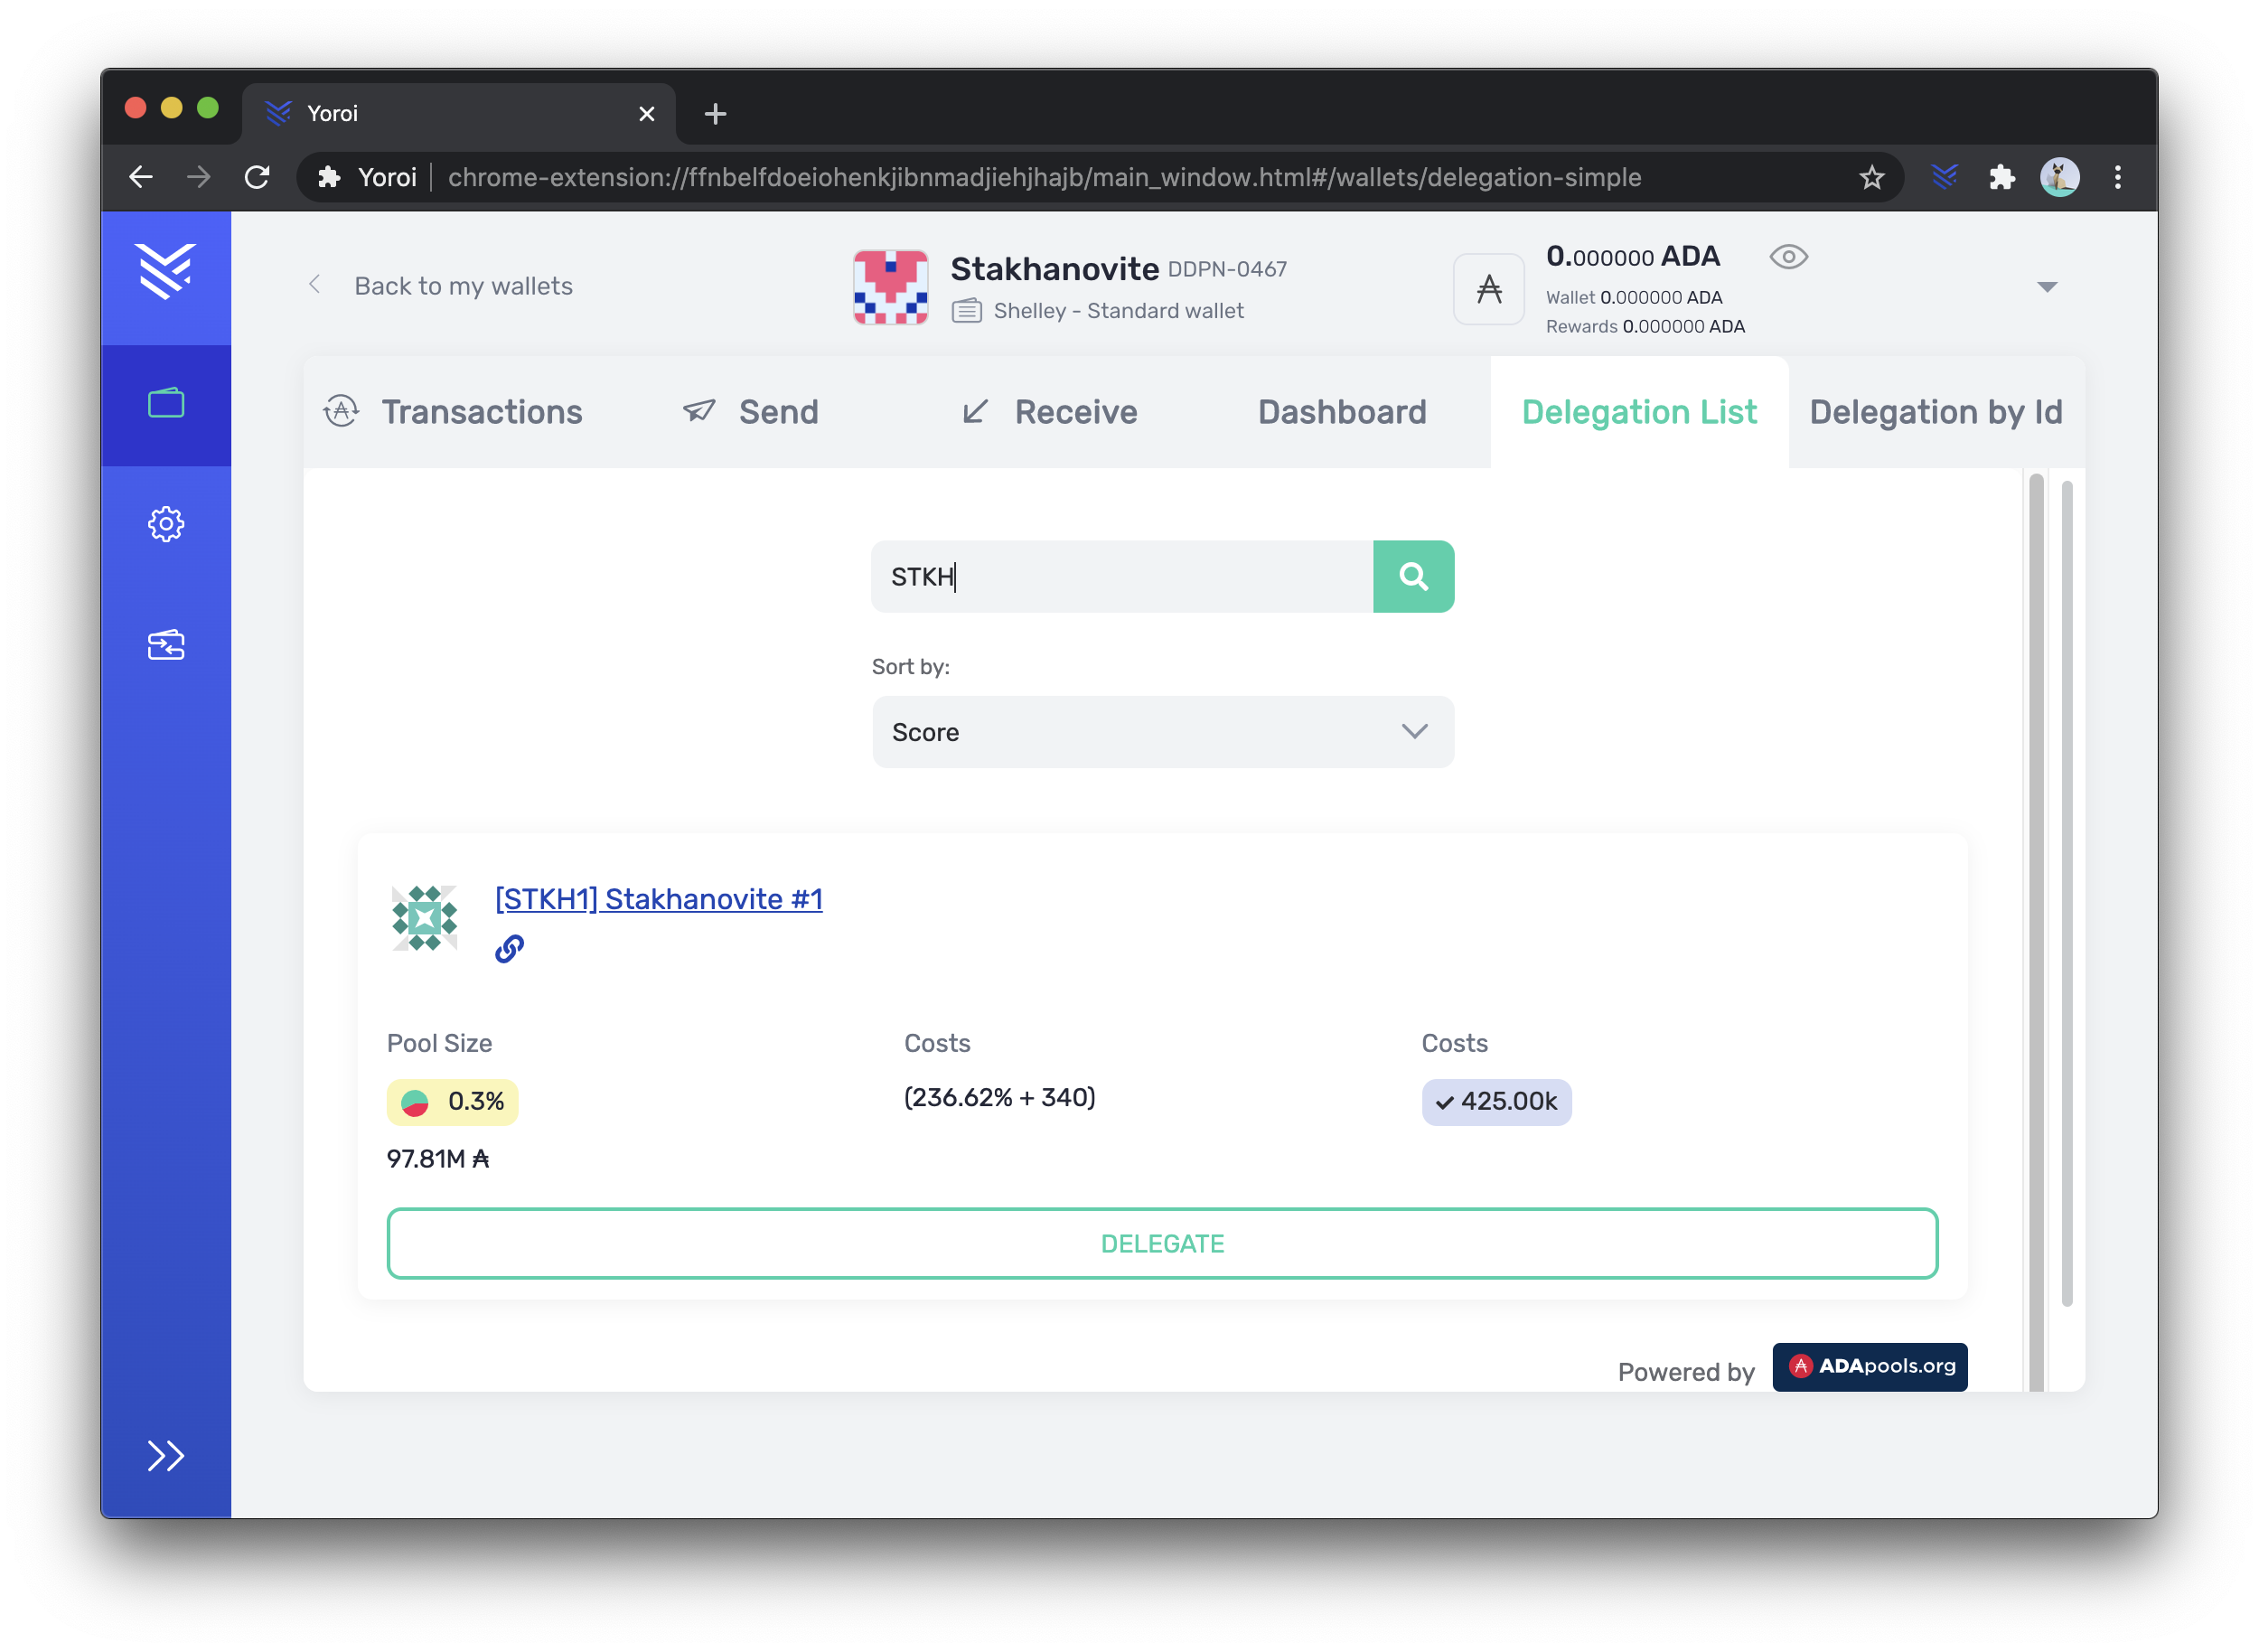 Yoroi
Yoroi chrome-extension://ffnbelfdoeiohenkjibnmadjiehjhajb/main_window.html#/wallets/delegation-simple
Back to my wallets
Stakhanovite DDPN-0467
Shelley - Standard wallet
0.000000 ADA
Wallet 0.000000 ADA
Rewards 0.000000 ADA
Transactions
Send
Receive
Dashboard
Delegation List
Delegation by Id
STKH
Sort by:
Score
[STKH1] Stakhanovite #1
Pool Size
0.3%
97.81M ₳
Costs
(236.62% + 340)
Costs
425.00k
DELEGATE
Powered by ADApools.org